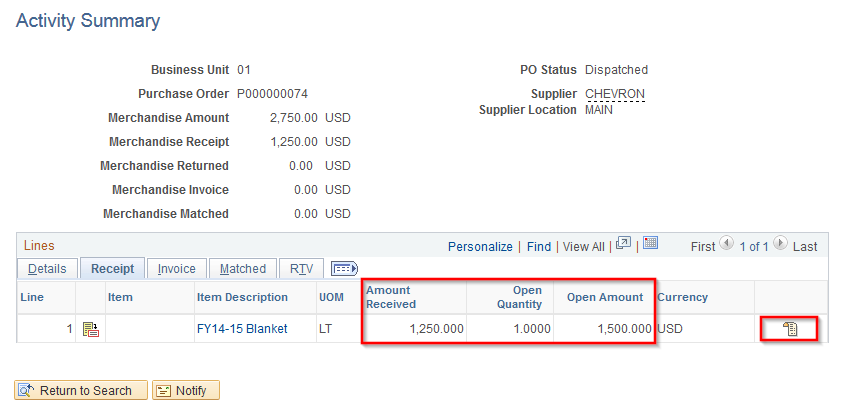 Activity Summary
Business Unit 01 PO Status Dispatched
Purchase Order P000000074 Supplier CHEVRON
Supplier Location MAIN
Merchandise Amount 2,750.00 USD
Merchandise Receipt 1,250.00 USD
Merchandise Returned 0.00 USD
Merchandise Invoice 0.00 USD
Merchandise Matched 0.00 USD
Lines Personalize | Find | View All | | First 1 of 1 Last
Details Receipt Invoice Matched RTV
Line Item Item Description UOM Amount Received Open Quantity Open Amount Currency
1 FY14-15 Blanket LT 1,250.000 1.0000 1,500.000 USD
Return to Search Notify